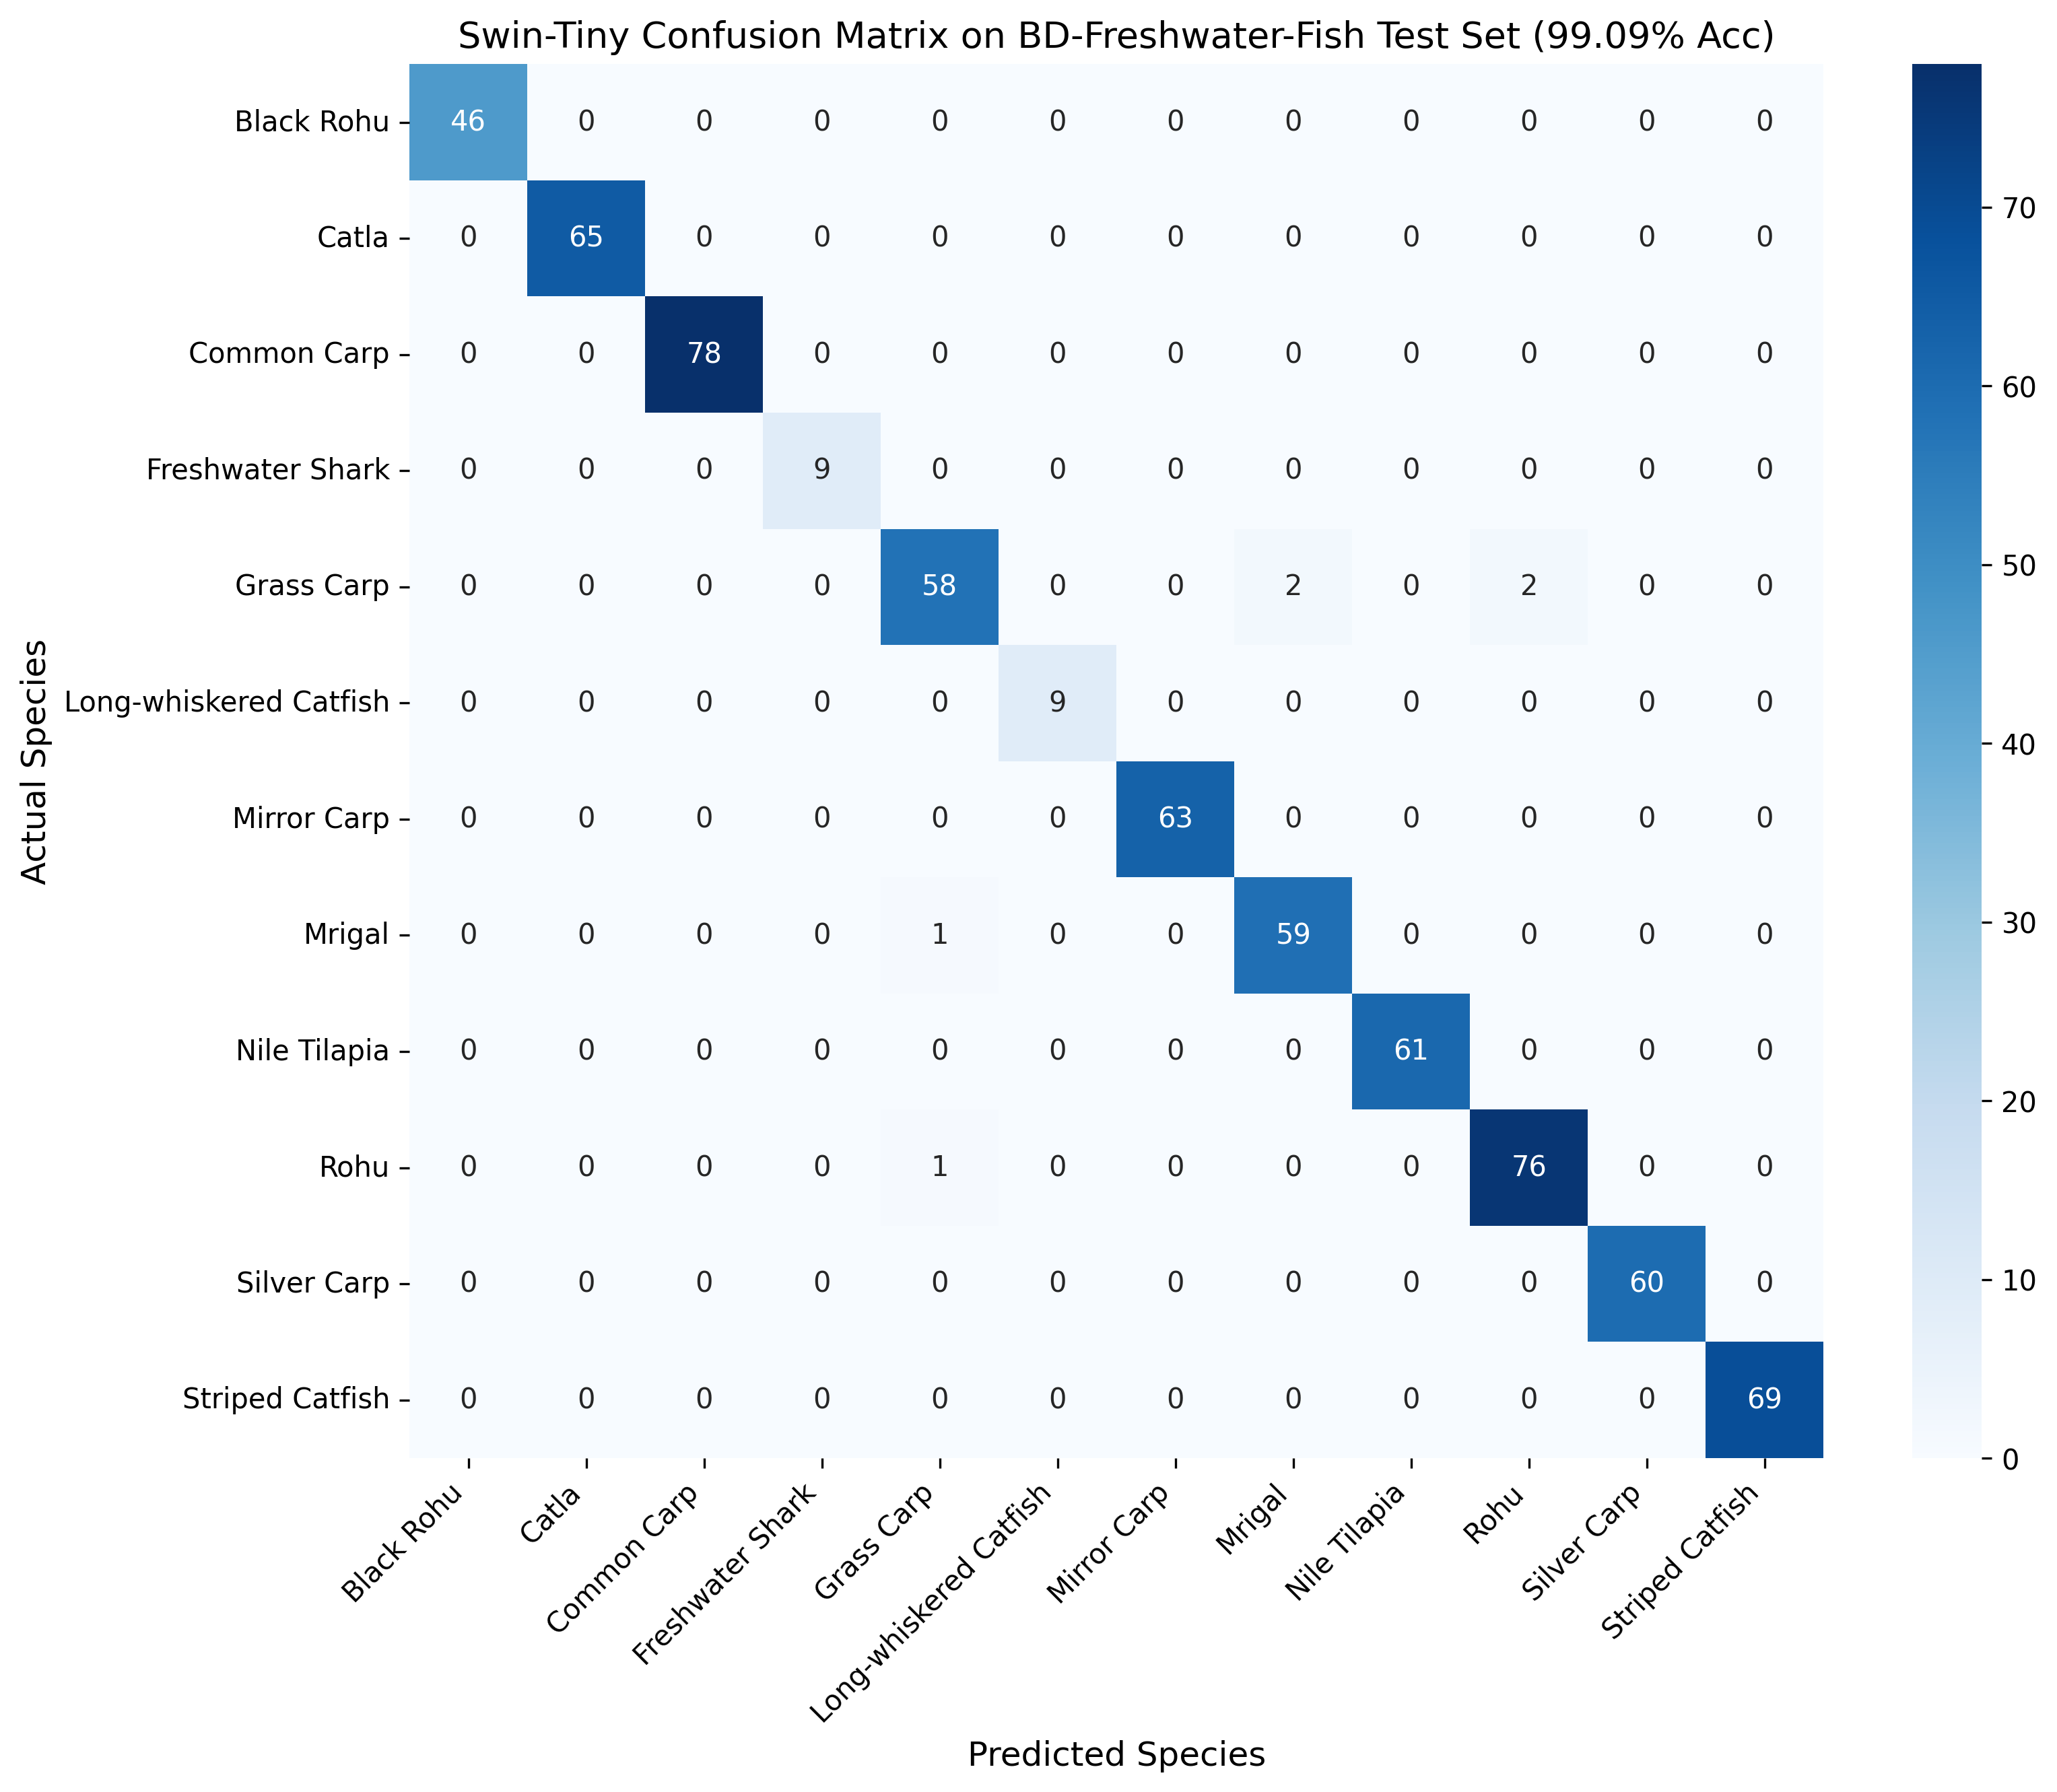 Swin-Tiny Confusion Matrix on BD-Freshwater-Fish Test Set (99.09% Acc)
Black Rohu 46 0 0 0 0 0 0 0 0 0 0 0
Catla 0 65 0 0 0 0 0 0 0 0 0 0
Common Carp 0 0 78 0 0 0 0 0 0 0 0 0
Freshwater Shark 0 0 0 9 0 0 0 0 0 0 0 0
Grass Carp 0 0 0 0 58 0 0 2 0 2 0 0
Long-whiskered Catfish 0 0 0 0 0 9 0 0 0 0 0 0
Mirror Carp 0 0 0 0 0 0 63 0 0 0 0 0
Mrigal 0 0 0 0 1 0 0 59 0 0 0 0
Nile Tilapia 0 0 0 0 0 0 0 0 61 0 0 0
Rohu 0 0 0 0 1 0 0 0 0 76 0 0
Silver Carp 0 0 0 0 0 0 0 0 0 0 60 0
Striped Catfish 0 0 0 0 0 0 0 0 0 0 0 69
Actual Species
Black Rohu
Catla
Common Carp
Freshwater Shark
Grass Carp
Long-whiskered Catfish
Mirror Carp
Mrigal
Nile Tilapia
Rohu
Silver Carp
Striped Catfish
Predicted Species
70
60
50
40
30
20
10
0